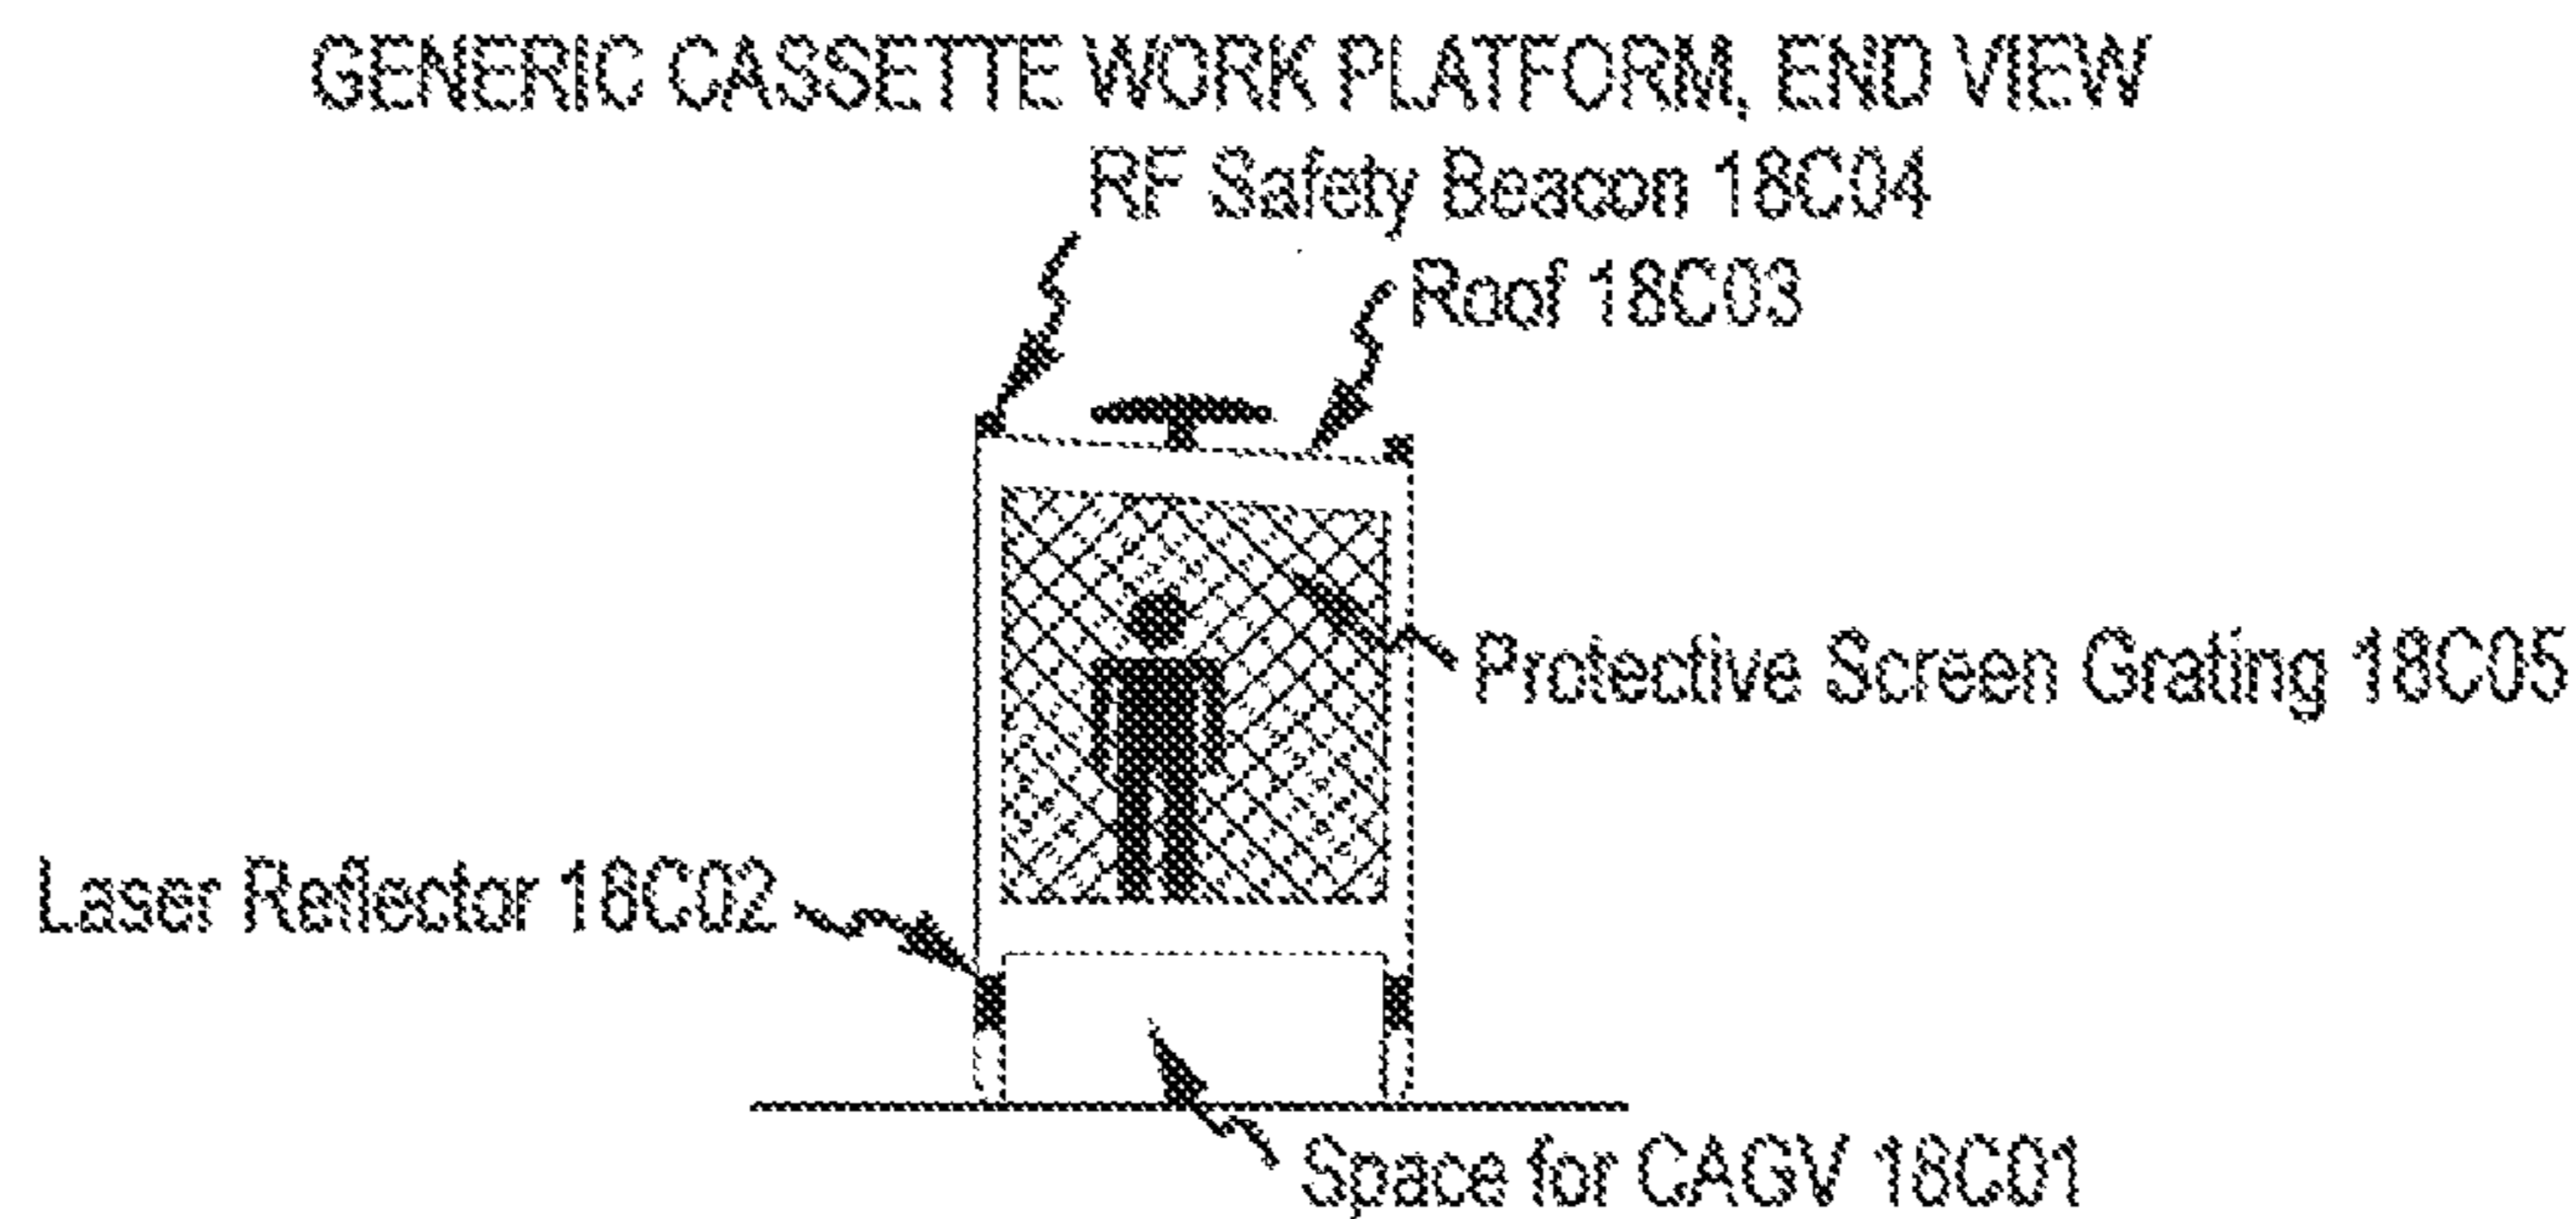 GENERIC CASSETTE WORK PLATFORM, END VIEW
RF Safety Beacon 18C04
Roof 18C03
Protective Screen Grating 18C05
Laser Reflector 18C02
Space for CAGV 18C01